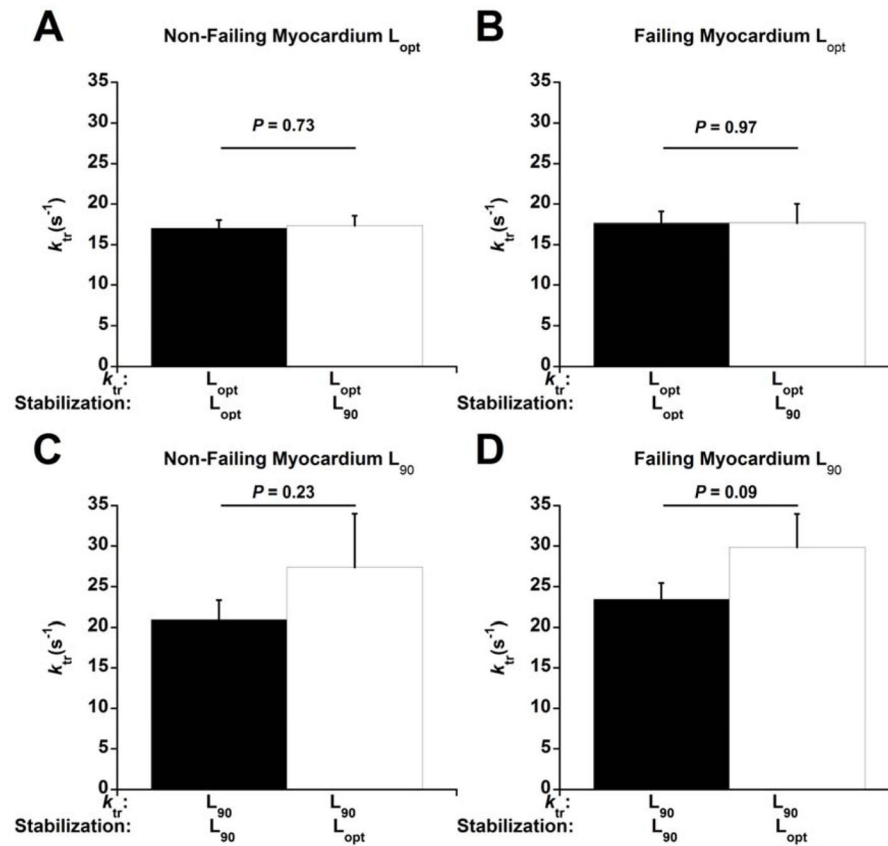 A
Non-Failing Myocardium Lopt
35
30
25
20
15
10
5
0
ktr(s-1)
P = 0.73
ktr: Lopt Lopt
Stabilization: Lopt L90
B
Failing Myocardium Lopt
35
30
25
20
15
10
5
0
ktr(s-1)
P = 0.97
ktr: Lopt Lopt
Stabilization: Lopt L90
C
Non-Failing Myocardium L90
35
30
25
20
15
10
5
0
ktr(s-1)
P = 0.23
ktr: L90 L90
Stabilization: L90 Lopt
D
Failing Myocardium L90
35
30
25
20
15
10
5
0
ktr(s-1)
P = 0.09
ktr: L90 L90
Stabilization: L90 Lopt